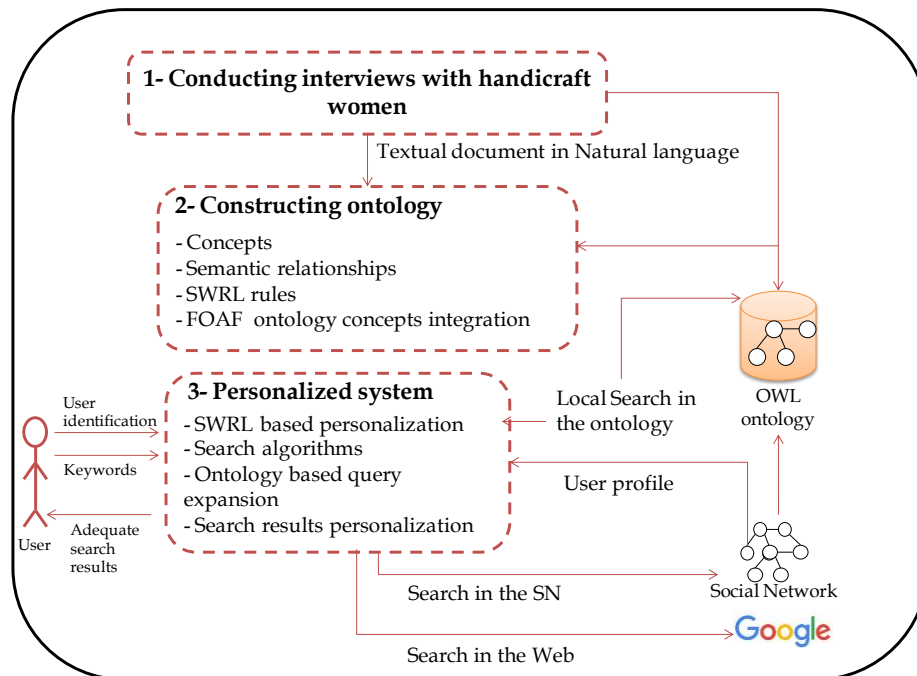 1- Conducting interviews with handicraft
women
Textual document in Natural language
2- Constructing ontology
- Concepts
- Semantic relationships
- SWRL rules
- FOAF ontology concepts integration
OWL
ontology
3- Personalized system
- SWRL based personalization
- Search algorithms
- Ontology based query
expansion
- Search results personalization
Local Search in
the ontology
User
identification
Keywords
Adequate
search
results
User
User profile
Social Network
Search in the SN
Google
Search in the Web